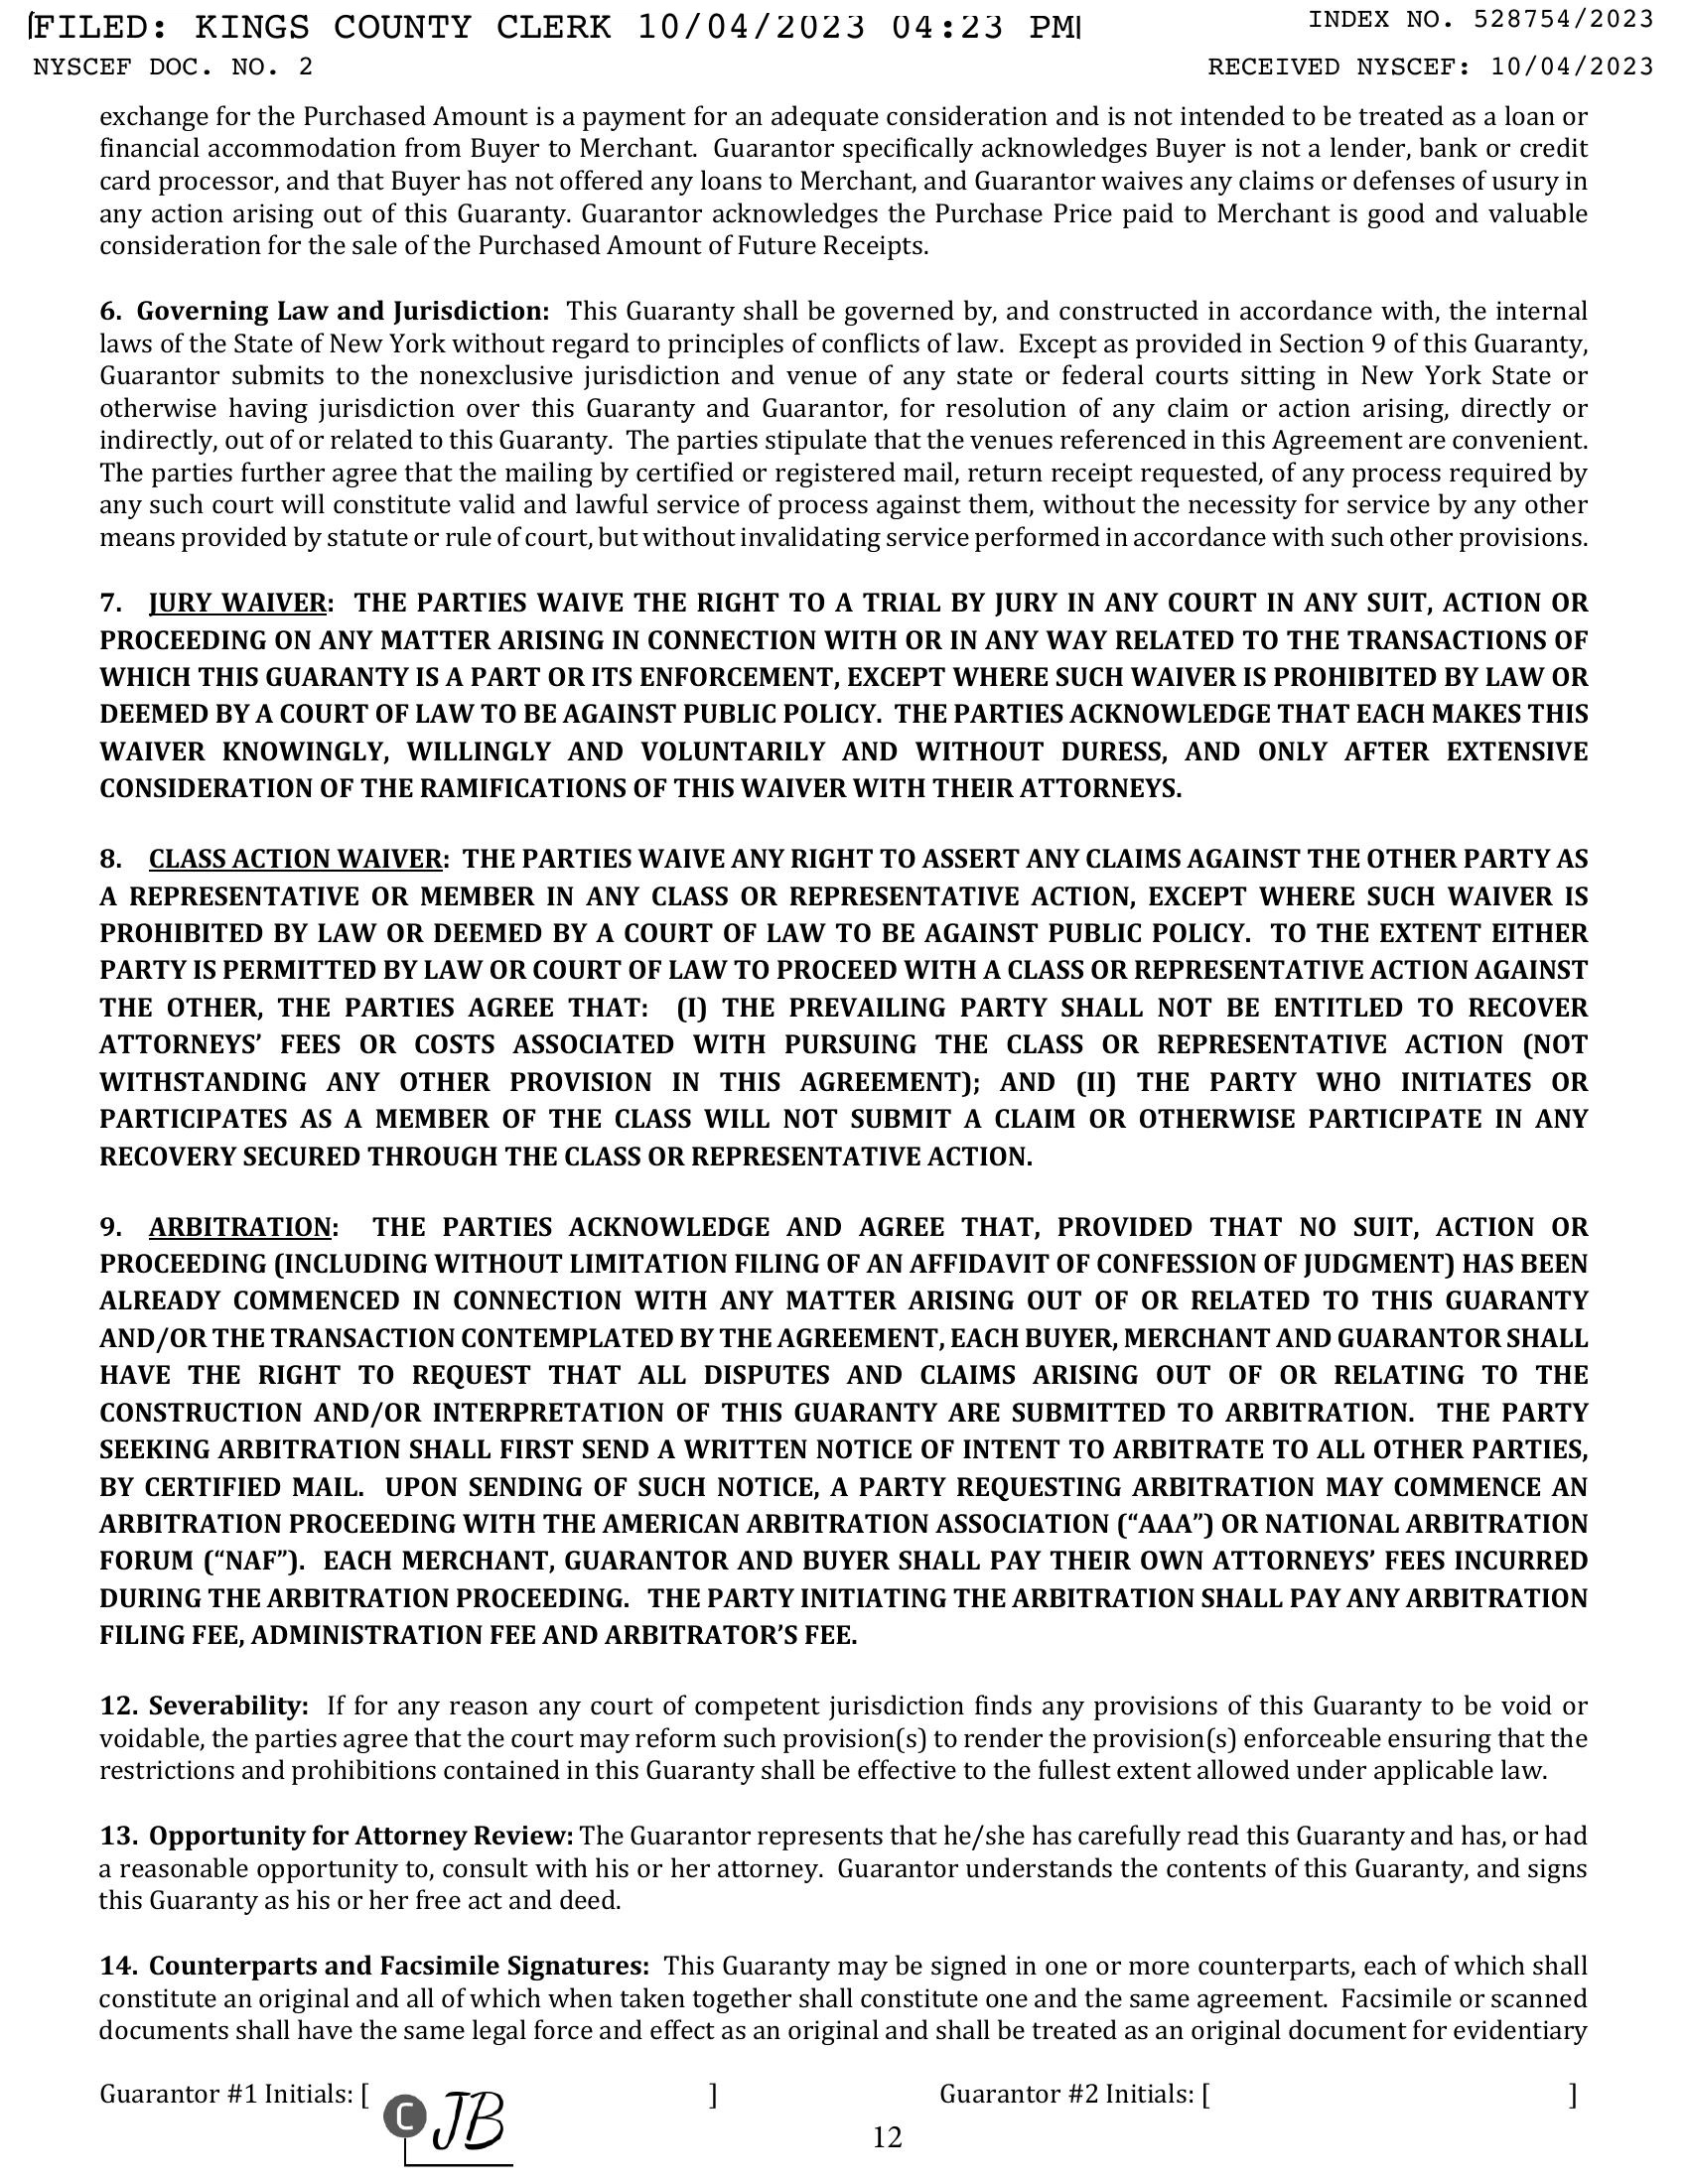 FILED: KINGS COUNTY CLERK 10/04/2023 04:23 PM
INDEX NO. 528754/2023
NYSCEF DOC. NO. 2
RECEIVED NYSCEF: 10/04/2023
exchange for the Purchased Amount is a payment for an adequate consideration and is not intended to be treated as a loan or
financial accommodation from Buyer to Merchant.  Guarantor specifically acknowledges Buyer is not a lender, bank or credit
card processor, and that Buyer has not offered any loans to Merchant, and Guarantor waives any claims or defenses of usury in
any action arising out of this Guaranty. Guarantor acknowledges the Purchase Price paid to Merchant is good and valuable
consideration for the sale of the Purchased Amount of Future Receipts.
6.  Governing Law and Jurisdiction:  This Guaranty shall be governed by, and constructed in accordance with, the internal
laws of the State of New York without regard to principles of conflicts of law.  Except as provided in Section 9 of this Guaranty,
Guarantor submits to the nonexclusive jurisdiction and venue of any state or federal courts sitting in New York State or
otherwise having jurisdiction over this Guaranty and Guarantor, for resolution of any claim or action arising, directly or
indirectly, out of or related to this Guaranty.  The parties stipulate that the venues referenced in this Agreement are convenient.
The parties further agree that the mailing by certified or registered mail, return receipt requested, of any process required by
any such court will constitute valid and lawful service of process against them, without the necessity for service by any other
means provided by statute or rule of court, but without invalidating service performed in accordance with such other provisions.
7.  JURY WAIVER:  THE PARTIES WAIVE THE RIGHT TO A TRIAL BY JURY IN ANY COURT IN ANY SUIT, ACTION OR
PROCEEDING ON ANY MATTER ARISING IN CONNECTION WITH OR IN ANY WAY RELATED TO THE TRANSACTIONS OF
WHICH THIS GUARANTY IS A PART OR ITS ENFORCEMENT, EXCEPT WHERE SUCH WAIVER IS PROHIBITED BY LAW OR
DEEMED BY A COURT OF LAW TO BE AGAINST PUBLIC POLICY.  THE PARTIES ACKNOWLEDGE THAT EACH MAKES THIS
WAIVER KNOWINGLY, WILLINGLY AND VOLUNTARILY AND WITHOUT DURESS, AND ONLY AFTER EXTENSIVE
CONSIDERATION OF THE RAMIFICATIONS OF THIS WAIVER WITH THEIR ATTORNEYS.
8.  CLASS ACTION WAIVER:  THE PARTIES WAIVE ANY RIGHT TO ASSERT ANY CLAIMS AGAINST THE OTHER PARTY AS
A REPRESENTATIVE OR MEMBER IN ANY CLASS OR REPRESENTATIVE ACTION, EXCEPT WHERE SUCH WAIVER IS
PROHIBITED BY LAW OR DEEMED BY A COURT OF LAW TO BE AGAINST PUBLIC POLICY.  TO THE EXTENT EITHER
PARTY IS PERMITTED BY LAW OR COURT OF LAW TO PROCEED WITH A CLASS OR REPRESENTATIVE ACTION AGAINST
THE OTHER, THE PARTIES AGREE THAT:  (I) THE PREVAILING PARTY SHALL NOT BE ENTITLED TO RECOVER
ATTORNEYS’ FEES OR COSTS ASSOCIATED WITH PURSUING THE CLASS OR REPRESENTATIVE ACTION (NOT
WITHSTANDING ANY OTHER PROVISION IN THIS AGREEMENT); AND (II) THE PARTY WHO INITIATES OR
PARTICIPATES AS A MEMBER OF THE CLASS WILL NOT SUBMIT A CLAIM OR OTHERWISE PARTICIPATE IN ANY
RECOVERY SECURED THROUGH THE CLASS OR REPRESENTATIVE ACTION.
9.  ARBITRATION:  THE PARTIES ACKNOWLEDGE AND AGREE THAT, PROVIDED THAT NO SUIT, ACTION OR
PROCEEDING (INCLUDING WITHOUT LIMITATION FILING OF AN AFFIDAVIT OF CONFESSION OF JUDGMENT) HAS BEEN
ALREADY COMMENCED IN CONNECTION WITH ANY MATTER ARISING OUT OF OR RELATED TO THIS GUARANTY
AND/OR THE TRANSACTION CONTEMPLATED BY THE AGREEMENT, EACH BUYER, MERCHANT AND GUARANTOR SHALL
HAVE THE RIGHT TO REQUEST THAT ALL DISPUTES AND CLAIMS ARISING OUT OF OR RELATING TO THE
CONSTRUCTION AND/OR INTERPRETATION OF THIS GUARANTY ARE SUBMITTED TO ARBITRATION.  THE PARTY
SEEKING ARBITRATION SHALL FIRST SEND A WRITTEN NOTICE OF INTENT TO ARBITRATE TO ALL OTHER PARTIES,
BY CERTIFIED MAIL.  UPON SENDING OF SUCH NOTICE, A PARTY REQUESTING ARBITRATION MAY COMMENCE AN
ARBITRATION PROCEEDING WITH THE AMERICAN ARBITRATION ASSOCIATION (“AAA”) OR NATIONAL ARBITRATION
FORUM (“NAF”).  EACH MERCHANT, GUARANTOR AND BUYER SHALL PAY THEIR OWN ATTORNEYS’ FEES INCURRED
DURING THE ARBITRATION PROCEEDING.  THE PARTY INITIATING THE ARBITRATION SHALL PAY ANY ARBITRATION
FILING FEE, ADMINISTRATION FEE AND ARBITRATOR’S FEE.
12. Severability:  If for any reason any court of competent jurisdiction finds any provisions of this Guaranty to be void or
voidable, the parties agree that the court may reform such provision(s) to render the provision(s) enforceable ensuring that the
restrictions and prohibitions contained in this Guaranty shall be effective to the fullest extent allowed under applicable law.
13. Opportunity for Attorney Review: The Guarantor represents that he/she has carefully read this Guaranty and has, or had
a reasonable opportunity to, consult with his or her attorney.  Guarantor understands the contents of this Guaranty, and signs
this Guaranty as his or her free act and deed.
14. Counterparts and Facsimile Signatures:  This Guaranty may be signed in one or more counterparts, each of which shall
constitute an original and all of which when taken together shall constitute one and the same agreement.  Facsimile or scanned
documents shall have the same legal force and effect as an original and shall be treated as an original document for evidentiary
Guarantor #1 Initials: [ C JB ]
Guarantor #2 Initials: [ ]
12